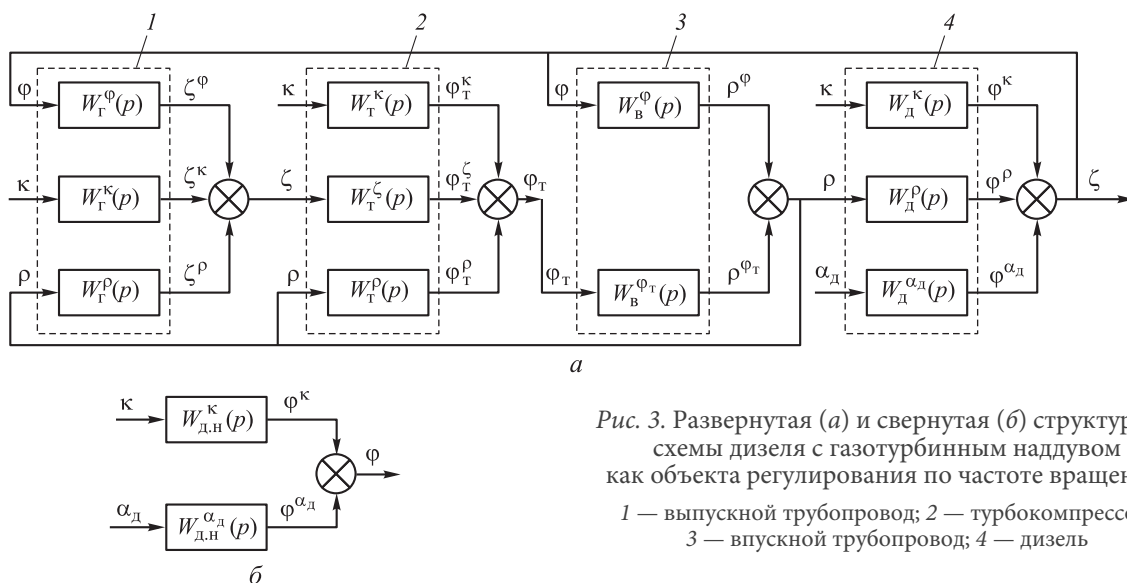 1 2 3 4
φ W_г^φ(p) ζ^φ κ W_т^κ(p) φ_т^κ φ W_в^φ(p) ρ^φ κ W_д^κ(p) φ^κ
κ W_г^κ(p) ζ^κ ζ W_т^ζ(p) φ_т^ζ φ_т ρ W_д^ρ(p) φ^ρ ζ
ρ W_г^ρ(p) ζ^ρ ρ W_т^ρ(p) φ_т^ρ φ_т W_в^φ_т(p) ρ^φ_т α_д W_д^α_д(p) φ^α_д
а
κ W_д.н^κ(p) φ^κ
φ
α_д W_д.н^α_д(p) φ^α_д
б
Рис. 3. Развернутая (а) и свернутая (б) структур
схемы дизеля с газотурбинным наддувом
как объекта регулирования по частоте вращен
1 — выпускной трубопровод; 2 — турбокомпрессо
3 — впускной трубопровод; 4 — дизель